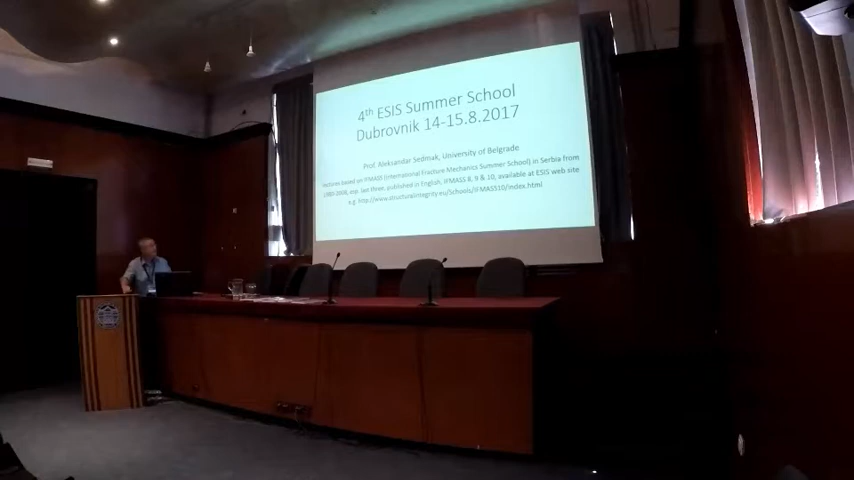 4th ESIS Summer School
Dubrovnik 14-15.8.2017
Prof. Aleksandar Sedmak, University of Belgrade
Lectures based on IFMASS (International Fracture Mechanics Summer School) in Serbia from
1980-2008, esp. last three, published in English, IFMASS 8, 9 & 10, available at ESIS web site
e.g. http://www.structuralintegrity.eu/Schools/IFMASS10/index.html